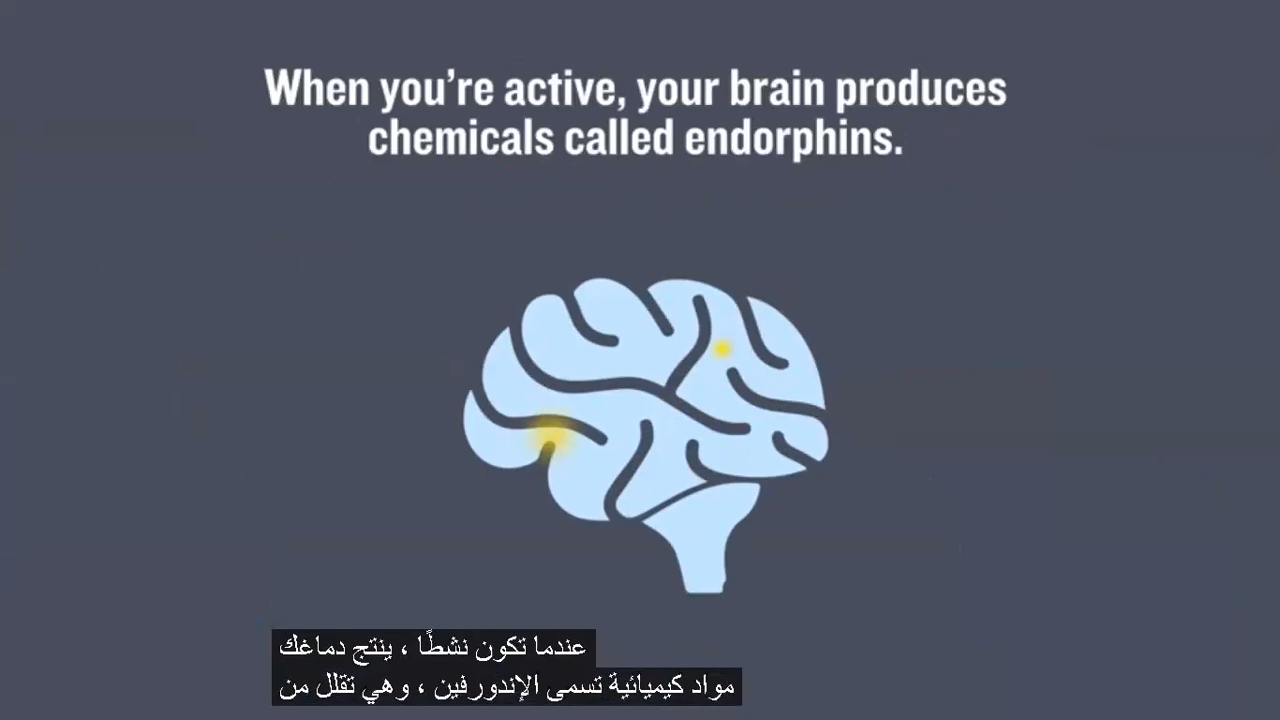 When you're active, your brain produces
chemicals called endorphins.
عندما تكون نشطًا ، ينتج دماغك
مواد كيميائية تسمى الإندورفين ، وهي تقلل من